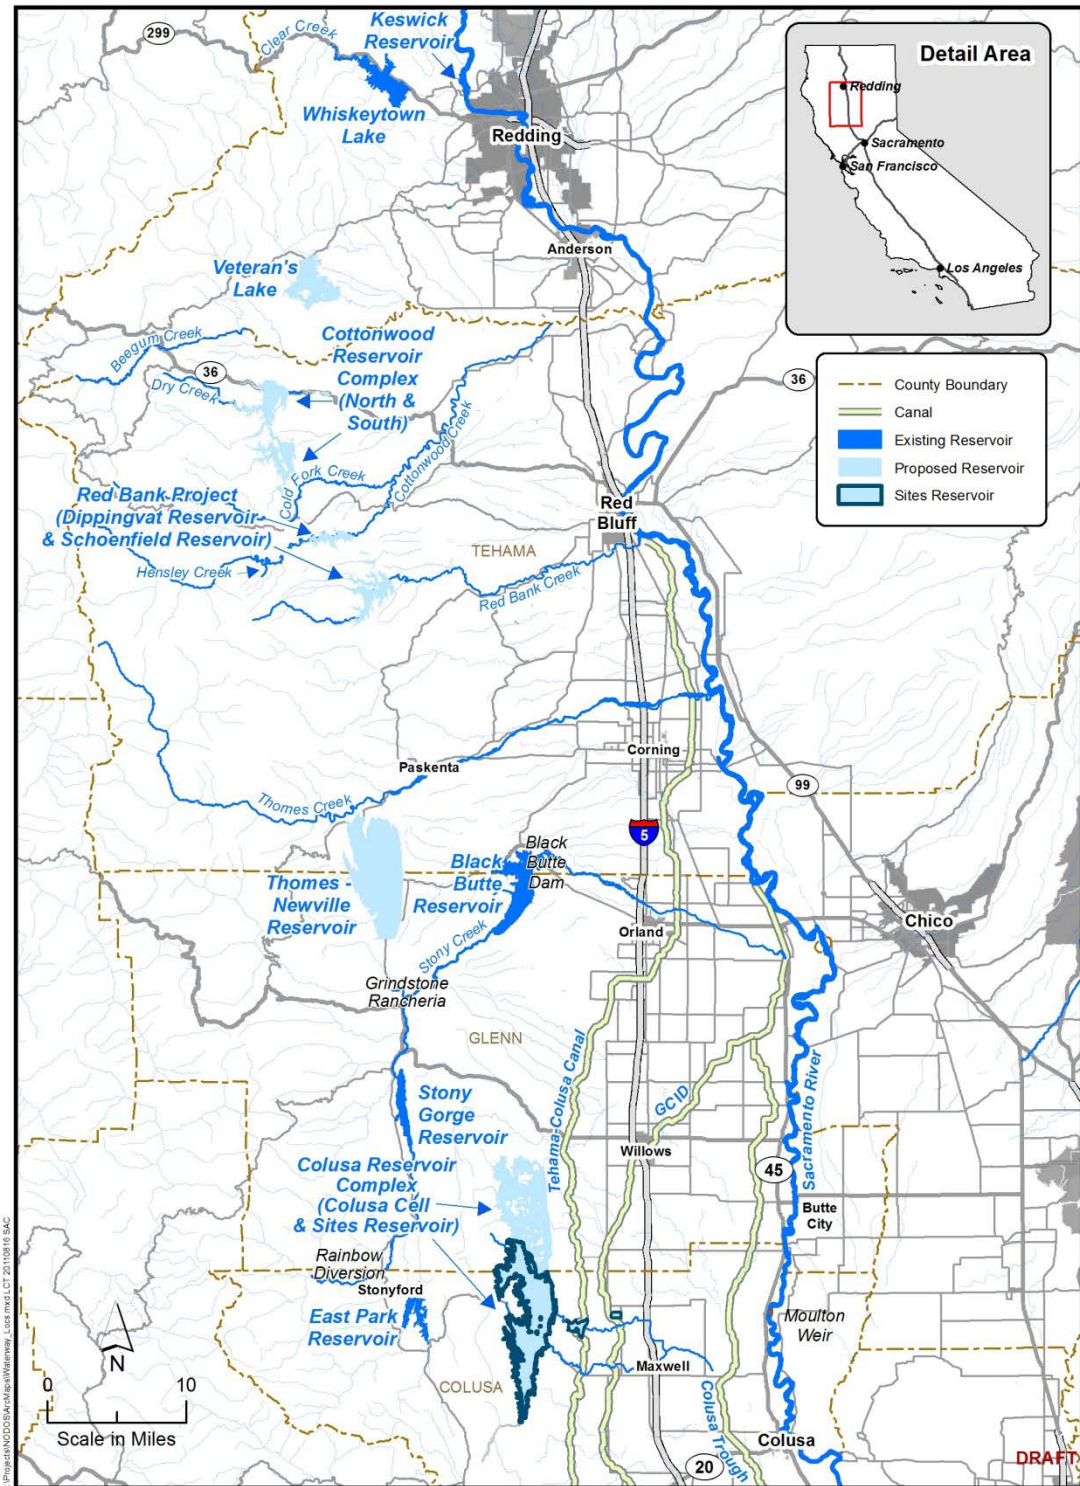 299
Clear Creek
Keswick
Reservoir
Whiskeytown
Lake
Redding
Anderson
Detail Area
Redding
Sacramento
San Francisco
Los Angeles
County Boundary
Canal
Existing Reservoir
Proposed Reservoir
Sites Reservoir
Veteran's
Lake
Beegum Creek
36
Dry Creek
Cottonwood
Reservoir
Complex
(North &
South)
36
Cold Fork Creek
Cottonwood Creek
Red Bank Project
(Dippingvat Reservoir
& Schoenfield Reservoir)
Hensley Creek
Red
Bluff
TEHAMA
Red Bank Creek
Corning
Paskenta
99
Thomes Creek
5
Thomes -
Newville
Reservoir
Black
Butte
Reservoir
Black
Butte
Dam
Orland
Chico
Stony Creek
Grindstone
Rancheria
GLENN
Tehama-Colusa Canal
GCID
Sacramento River
Stony
Gorge
Reservoir
Willows
45
Butte
City
Colusa Reservoir
Complex
(Colusa Cell
& Sites Reservoir)
Rainbow
Diversion
Stonyford
East Park
Reservoir
Moulton
Weir
Maxwell
COLUSA
Colusa Trough
Colusa
20
N
0
10
Scale in Miles
DRAFT